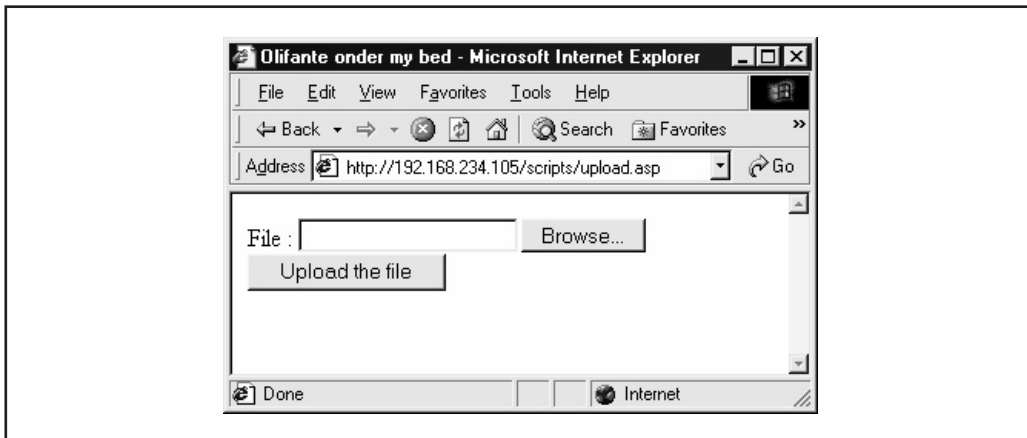 Olifante onder my bed - Microsoft Internet Explorer
File Edit View Favorites Tools Help
Back Search Favorites »
Address http://192.168.234.105/scripts/upload.asp Go
File : Browse...
Upload the file
Done Internet